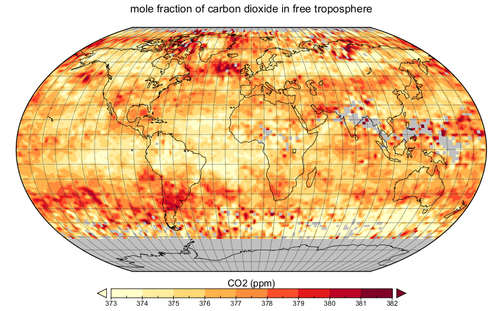 mole fraction of carbon dioxide in free troposphere
CO2 (ppm)
373 374 375 376 377 378 379 380 381 382